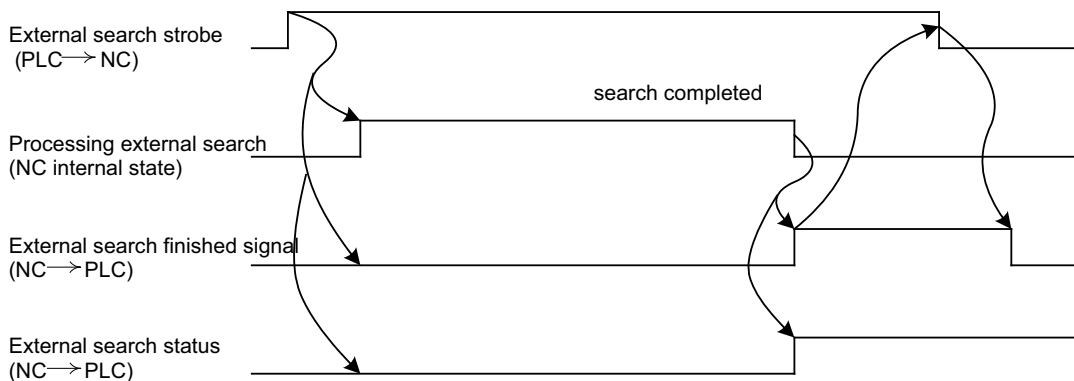 External search strobe
(PLC→NC)
search completed
Processing external search
(NC internal state)
External search finished signal
(NC→PLC)
External search status
(NC→PLC)